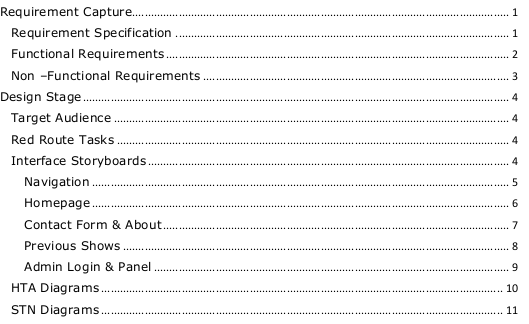 Requirement Capture.......................................................................................................... 1
Requirement Specification ................................................................................................ 1
Functional Requirements .................................................................................................. 2
Non –Functional Requirements ......................................................................................... 3
Design Stage .................................................................................................................... 4
Target Audience ............................................................................................................... 4
Red Route Tasks .............................................................................................................. 4
Interface Storyboards ....................................................................................................... 4
Navigation ....................................................................................................................... 5
Homepage ....................................................................................................................... 6
Contact Form & About ...................................................................................................... 7
Previous Shows ............................................................................................................... 8
Admin Login & Panel ........................................................................................................ 9
HTA Diagrams ................................................................................................................ 10
STN Diagrams ................................................................................................................ 11